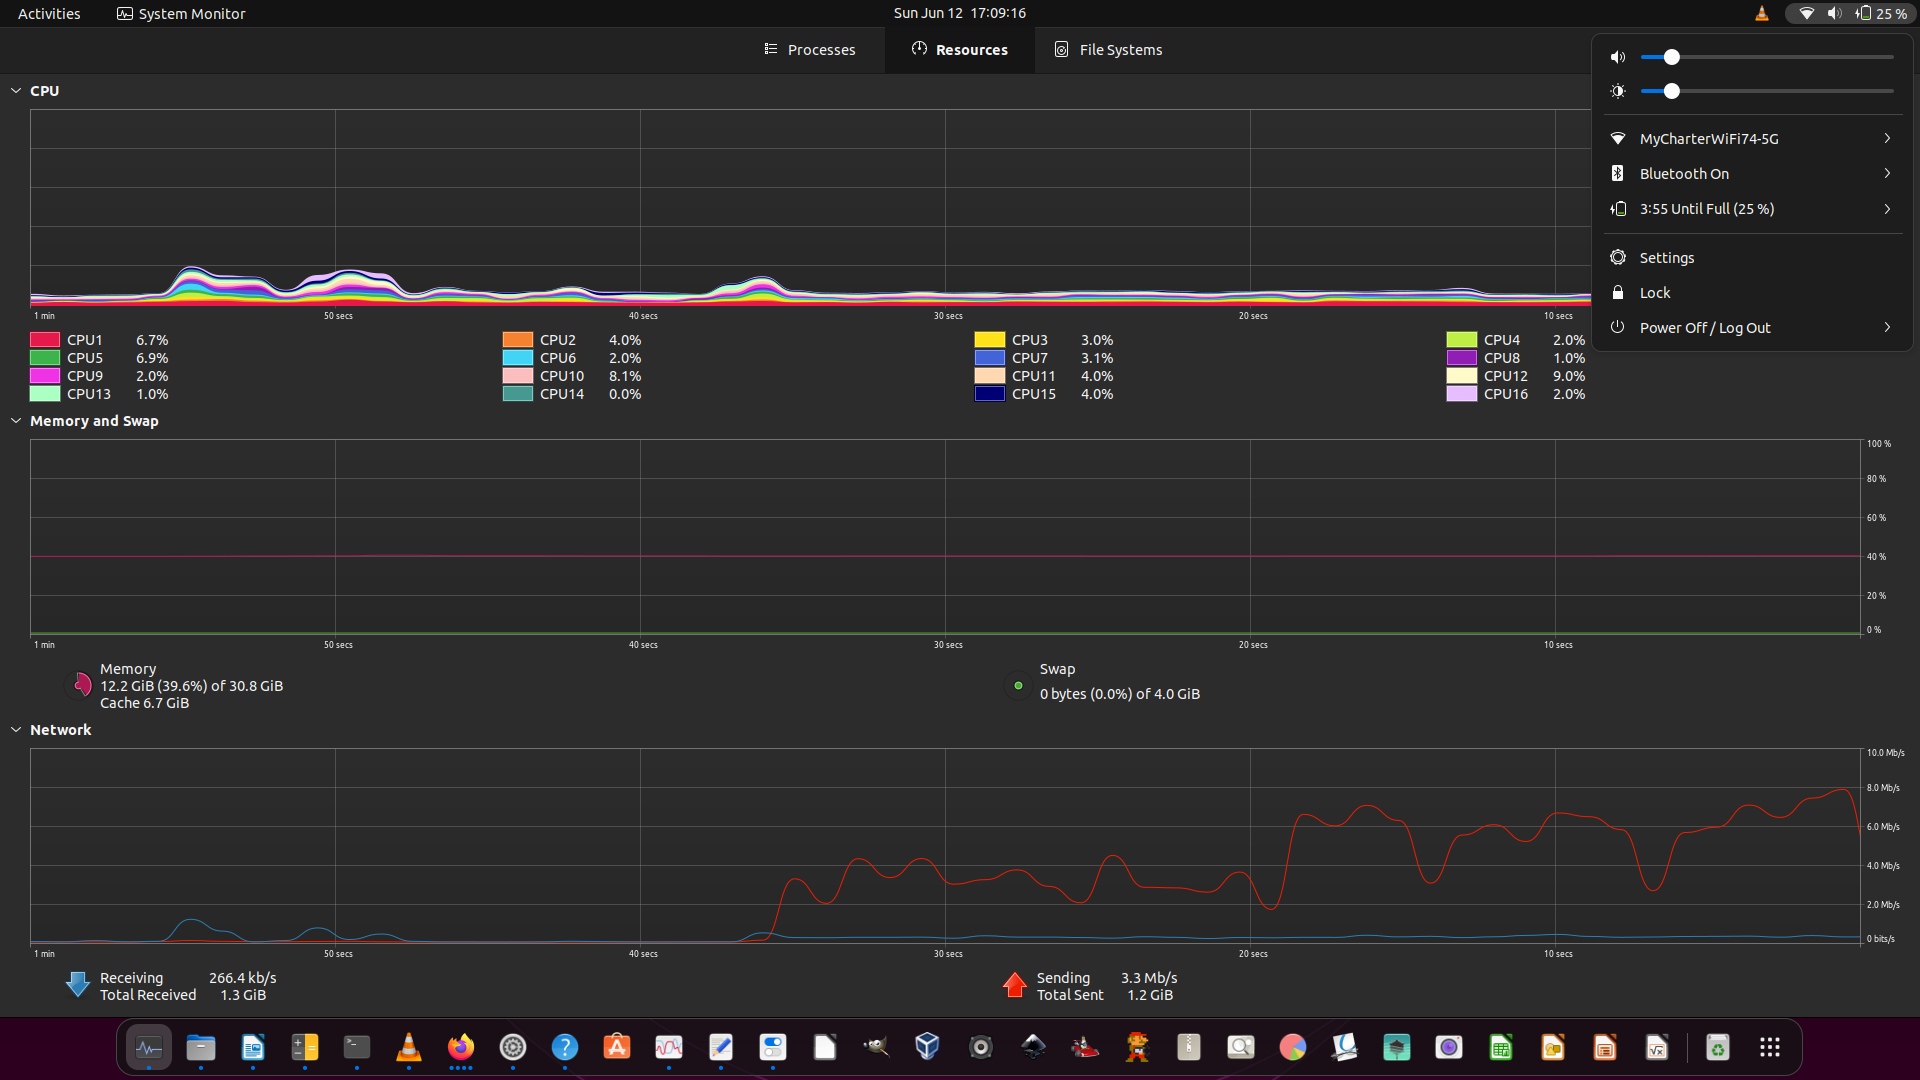 Activities System Monitor Sun Jun 12 17:09:16 25 %
Processes Resources File Systems
CPU
1 min 50 secs 40 secs 30 secs 20 secs 10 secs
CPU1 6.7% CPU2 4.0% CPU3 3.0% CPU4 2.0%
CPU5 6.9% CPU6 2.0% CPU7 3.1% CPU8 1.0%
CPU9 2.0% CPU10 8.1% CPU11 4.0% CPU12 9.0%
CPU13 1.0% CPU14 0.0% CPU15 4.0% CPU16 2.0%
MyCharterWiFi74-5G
Bluetooth On
3:55 Until Full (25 %)
Settings
Lock
Power Off / Log Out
Memory and Swap
100 %
80 %
60 %
40 %
20 %
0 %
1 min 50 secs 40 secs 30 secs 20 secs 10 secs
Memory
12.2 GiB (39.6%) of 30.8 GiB
Cache 6.7 GiB
Swap
0 bytes (0.0%) of 4.0 GiB
Network
10.0 Mb/s
8.0 Mb/s
6.0 Mb/s
4.0 Mb/s
2.0 Mb/s
0 bits/s
1 min 50 secs 40 secs 30 secs 20 secs 10 secs
Receiving 266.4 kb/s
Total Received 1.3 GiB
Sending 3.3 Mb/s
Total Sent 1.2 GiB